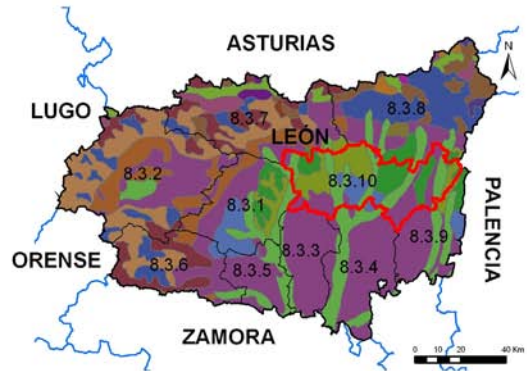 ASTURIAS
N
LUGO
8.3.7
8.3.8
LEÓN
8.3.2
8.3.10
8.3.1
PALENCIA
8.3.3
8.3.9
ORENSE
8.3.6
8.3.5
8.3.4
ZAMORA
0 10 20 40 Km